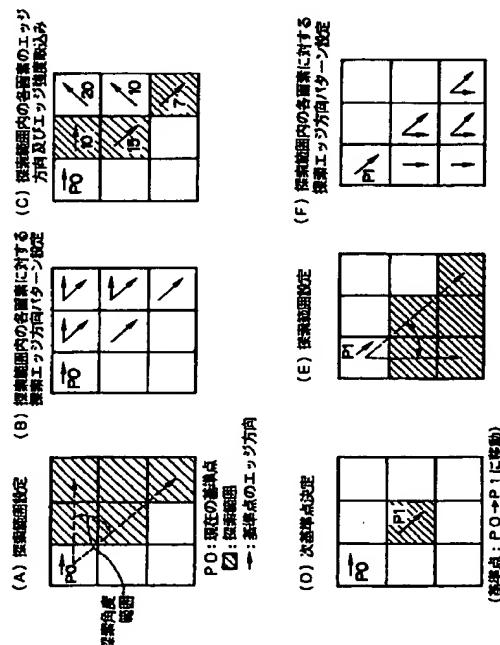 (A) 探索範囲設定
P0
探索角度
範囲
P0:現在の基準点
:探索範囲
→:基準点のエッジ方向
(B) 探索範囲内の各画素に対する
探索エッジ方向パターン設定
P0
(C) 探索範囲内の各画素のエッジ
方向及びエッジ強度取込み
P0
10
20
15
10
7
(D) 次基準点決定
P0
P1
(基準点:P0→P1に移動)
(E) 探索範囲設定
P1
(F) 探索範囲内の各画素に対する
探索エッジ方向パターン設定
P1